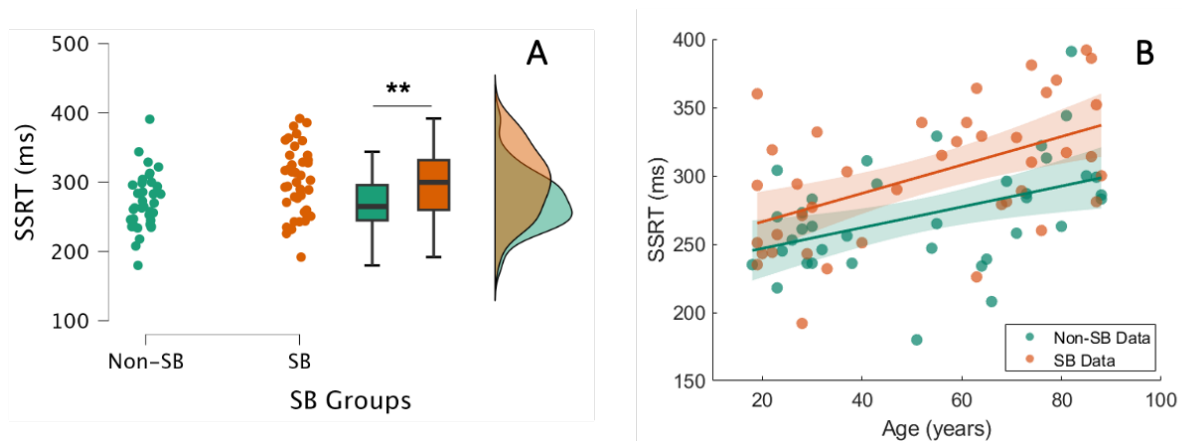 A
500
400
300
200
100
SSRT (ms)
**
Non-SB
SB
SB Groups
B
400
350
300
250
200
150
SSRT (ms)
Non-SB Data
SB Data
20
40
60
80
100
Age (years)